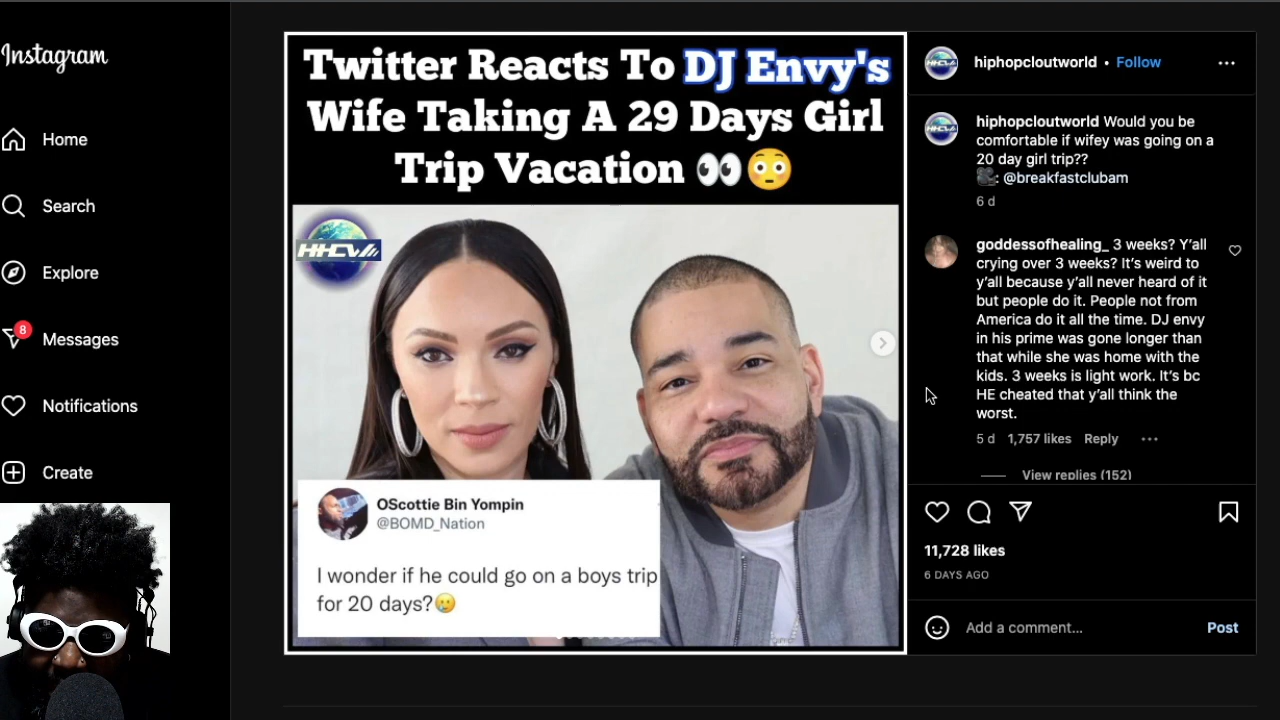 Instagram
Home
Search
Explore
8
Messages
Notifications
Create
Twitter Reacts To DJ Envy's
Wife Taking A 29 Days Girl
Trip Vacation 👀😳
HHCW
OScottie Bin Yompin
@BOMD_Nation
I wonder if he could go on a boys trip
for 20 days?🥲
hiphopcloutworld • Follow
hiphopcloutworld Would you be
comfortable if wifey was going on a
20 day girl trip??
🎥: @breakfastclubam
6 d
goddessofhealing_ 3 weeks? Y'all
crying over 3 weeks? It's weird to
y'all because y'all never heard of it
but people do it. People not from
America do it all the time. DJ envy
in his prime was gone longer than
that while she was home with the
kids. 3 weeks is light work. It's bc
HE cheated that y'all think the
worst.
5 d 1,757 likes Reply
View replies (152)
11,728 likes
6 DAYS AGO
Add a comment...
Post